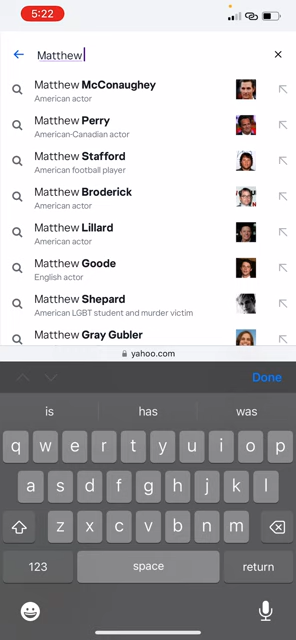 5:22
Matthew
Matthew McConaughey
American actor
Matthew Perry
American-Canadian actor
Matthew Stafford
American football player
Matthew Broderick
American actor
Matthew Lillard
American actor
Matthew Goode
English actor
Matthew Shepard
American LGBT student and murder victim
Matthew Gray Gubler
yahoo.com
Done
is has was
q w e r t y u i o p
a s d f g h j k l
z x c v b n m
123 space return